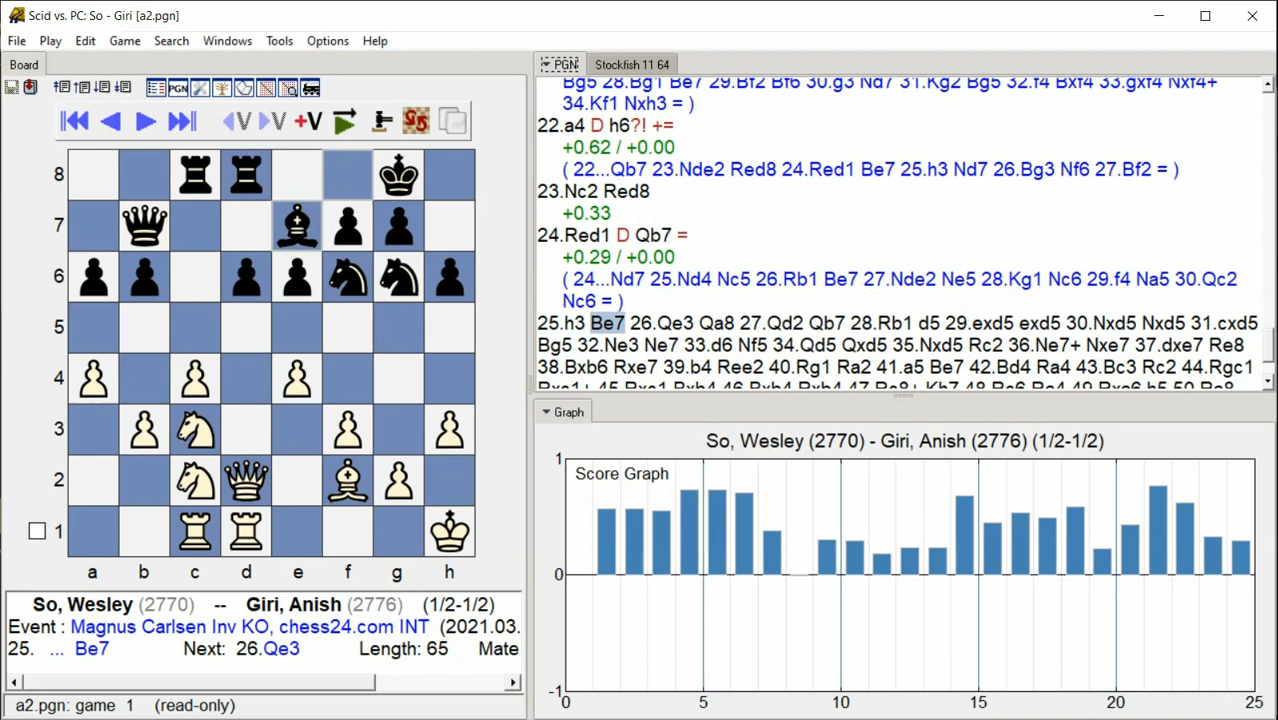 Scid vs. PC: So - Giri [a2.pgn]
File Play Edit Game Search Windows Tools Options Help
Board
PGN Stockfish 11 64
PGN
V V +V
8
7
6
5
4
3
2
1
a b c d e f g h
So, Wesley (2770) -- Giri, Anish (2776) (1/2-1/2)
Event : Magnus Carlsen Inv KO, chess24.com INT (2021.03.
25. ... Be7 Next: 26.Qe3 Length: 65 Mate
a2.pgn: game 1 (read-only)
Bg5 28.Bg1 Be7 29.Bf2 Bf6 30.g3 Nd7 31.Kg2 Bg5 32.f4 Bxf4 33.gxf4 Nxf4+
34.Kf1 Nxh3 = )
22.a4 D h6?! +=
+0.62 / +0.00
( 22...Qb7 23.Nde2 Red8 24.Red1 Be7 25.h3 Nd7 26.Bg3 Nf6 27.Bf2 = )
23.Nc2 Red8
+0.33
24.Red1 D Qb7 =
+0.29 / +0.00
( 24...Nd7 25.Nd4 Nc5 26.Rb1 Be7 27.Nde2 Ne5 28.Kg1 Nc6 29.f4 Na5 30.Qc2
Nc6 = )
25.h3 Be7 26.Qe3 Qa8 27.Qd2 Qb7 28.Rb1 d5 29.exd5 exd5 30.Nxd5 Nxd5 31.cxd5
Bg5 32.Ne3 Ne7 33.d6 Nf5 34.Qd5 Qxd5 35.Nxd5 Rc2 36.Ne7+ Nxe7 37.dxe7 Re8
38.Bxb6 Rxe7 39.b4 Ree2 40.Rg1 Ra2 41.a5 Be7 42.Bd4 Ra4 43.Bc3 Rc2 44.Rgc1
Graph
So, Wesley (2770) - Giri, Anish (2776) (1/2-1/2)
Score Graph
1
0
-1
0 5 10 15 20 25